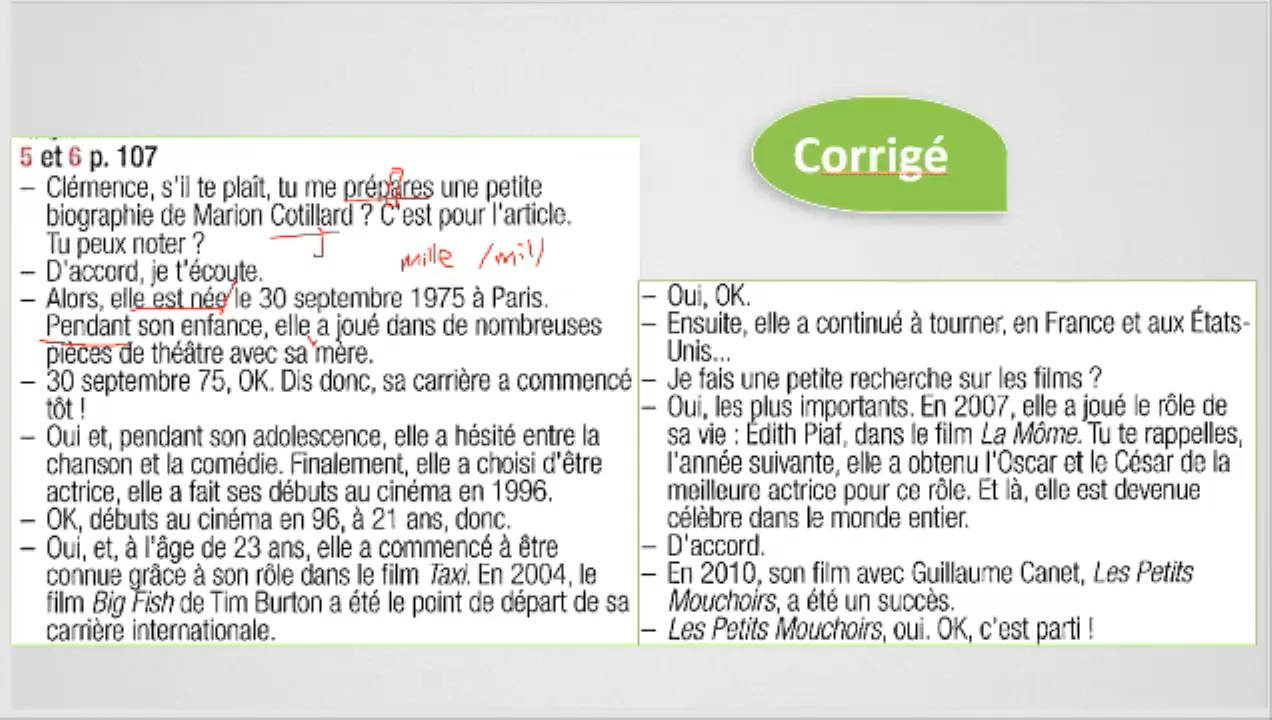 Corrigé
5 et 6 p. 107
– Clémence, s'il te plaît, tu me prépares une petite
biographie de Marion Cotillard ? C'est pour l'article.
Tu peux noter ?
mille /mil/
– D'accord, je t'écoute.
– Alors, elle est née le 30 septembre 1975 à Paris.
Pendant son enfance, elle a joué dans de nombreuses
pièces de théâtre avec sa mère.
– 30 septembre 75, OK. Dis donc, sa carrière a commencé
tôt !
– Oui et, pendant son adolescence, elle a hésité entre la
chanson et la comédie. Finalement, elle a choisi d'être
actrice, elle a fait ses débuts au cinéma en 1996.
– OK, débuts au cinéma en 96, à 21 ans, donc.
– Oui, et, à l'âge de 23 ans, elle a commencé à être
connue grâce à son rôle dans le film Taxi. En 2004, le
film Big Fish de Tim Burton a été le point de départ de sa
carrière internationale.
– Oui, OK.
– Ensuite, elle a continué à tourner, en France et aux États-
Unis...
– Je fais une petite recherche sur les films ?
– Oui, les plus importants. En 2007, elle a joué le rôle de
sa vie : Édith Piaf, dans le film La Môme. Tu te rappelles,
l'année suivante, elle a obtenu l'Oscar et le César de la
meilleure actrice pour ce rôle. Et là, elle est devenue
célèbre dans le monde entier.
– D'accord.
– En 2010, son film avec Guillaume Canet, Les Petits
Mouchoirs, a été un succès.
– Les Petits Mouchoirs, oui. OK, c'est parti !